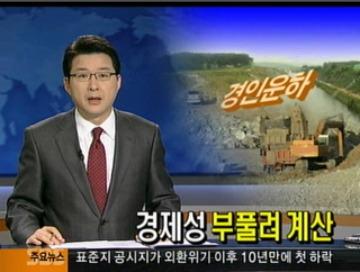 경인운하
경제성 부풀려 계산
주요뉴스 표준지 공시지가 외환위기 이후 10년만에 첫 하락